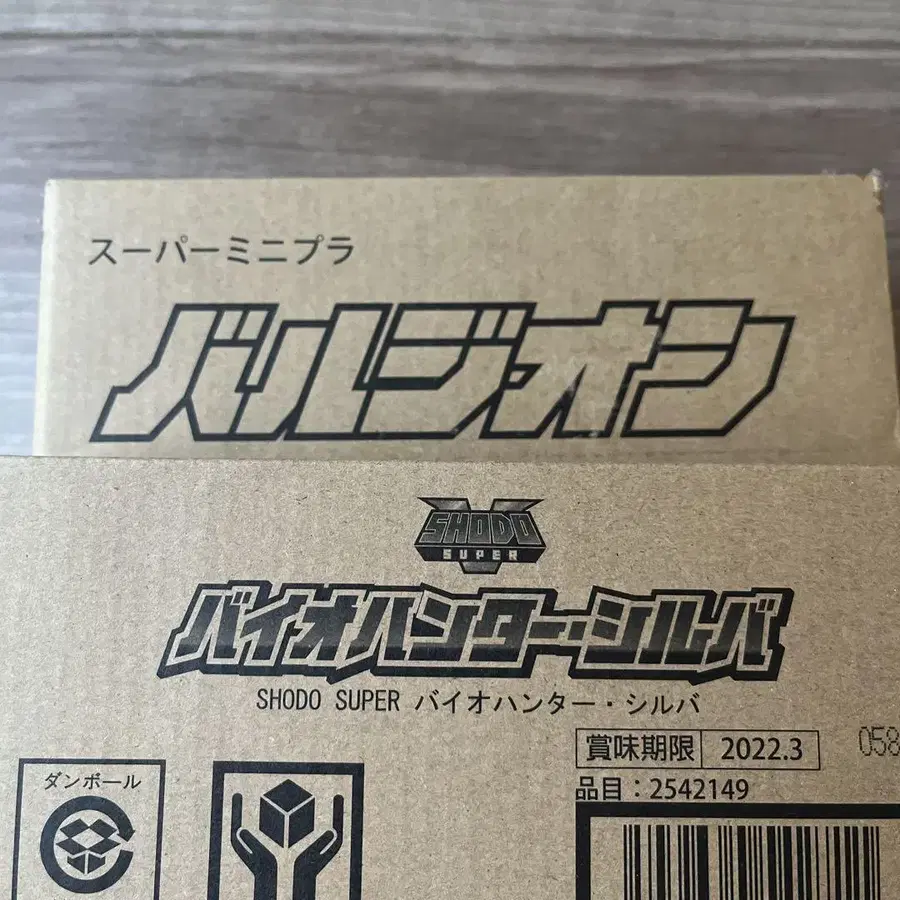 スーパーミニプラ
バルジオン
SHODO
SUPER
バイオハンター・シルバ
SHODO SUPER バイオハンター・シルバ
賞味期限 2022.3
058
品目：2542149
ダンボール